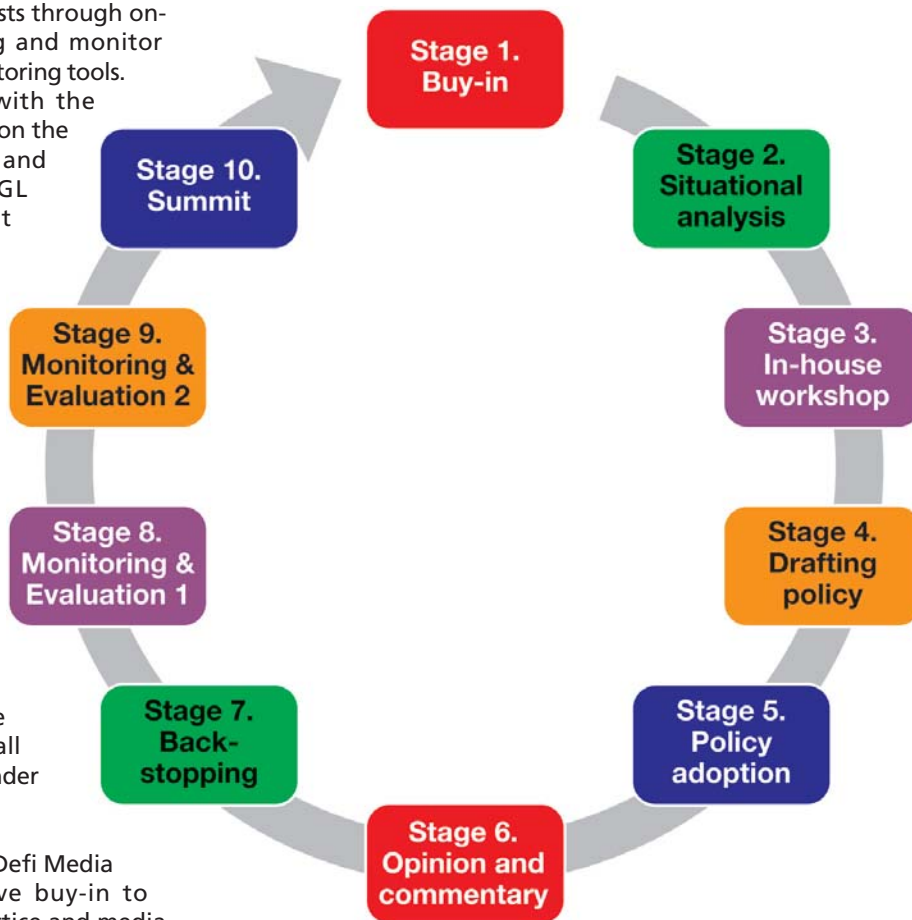 sts through on-
g and monitor
toring tools.
with the
on the
and
GL
t
e
all
nder
Defi Media
ve buy-in to
Stage 1.
Buy-in
Stage 2.
Situational
analysis
Stage 3.
In-house
workshop
Stage 4.
Drafting
policy
Stage 5.
Policy
adoption
Stage 6.
Opinion and
commentary
Stage 7.
Back-
stopping
Stage 8.
Monitoring &
Evaluation 1
Stage 9.
Monitoring &
Evaluation 2
Stage 10.
Summit